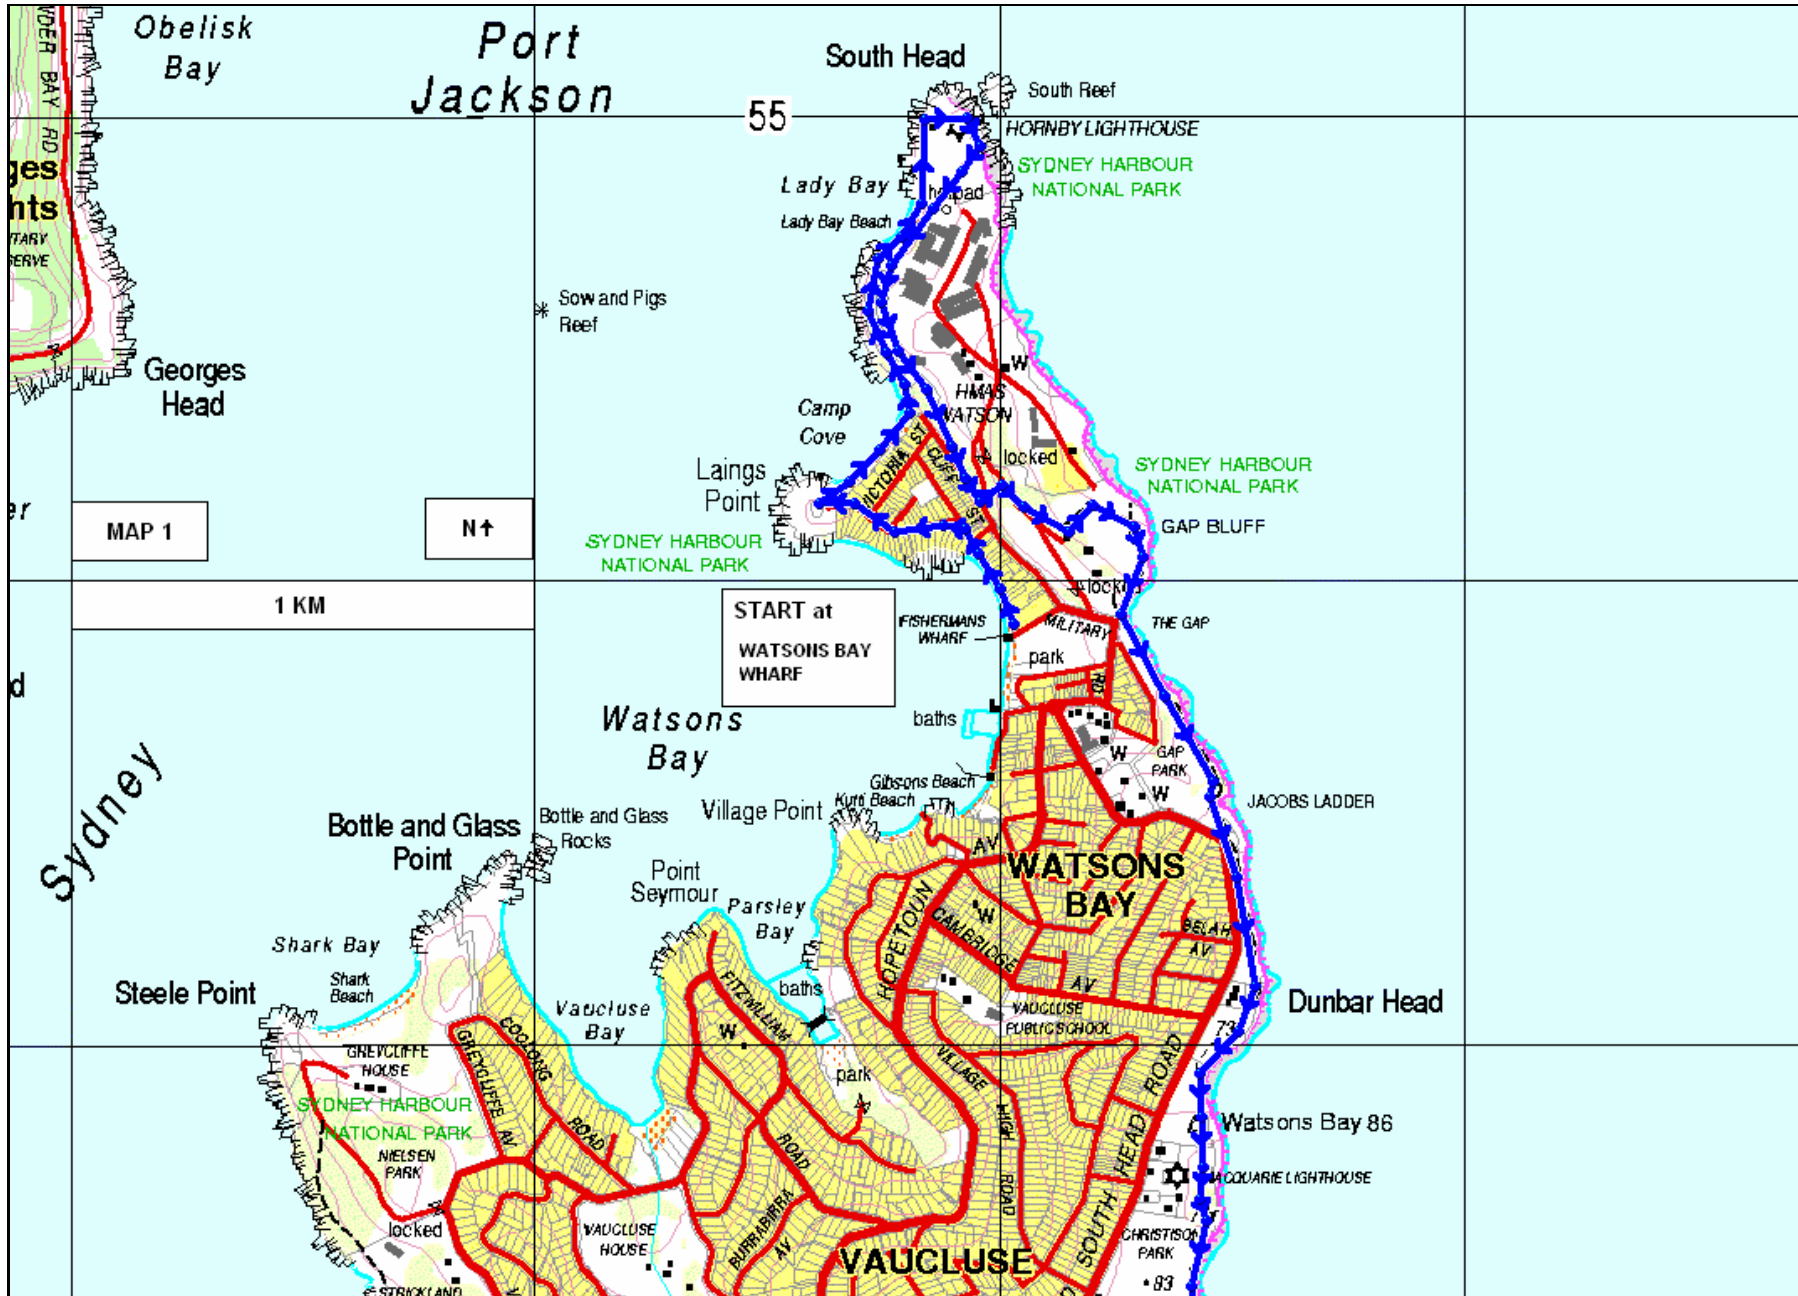 Obelisk
Bay
Port
Jackson
South Head
South Reef
55
HORNBY LIGHTHOUSE
SYDNEY HARBOUR
NATIONAL PARK
Lady Bay
Lady Bay Beach
Sow and Pigs
Reef
Georges
Head
W
HMAS
WATSON
Camp
Cove
VICTORIA ST
CLIFF
ST
locked
Laings
Point
SYDNEY HARBOUR
NATIONAL PARK
MAP 1
N↑
GAP BLUFF
SYDNEY HARBOUR
NATIONAL PARK
1 KM
START at
WATSONS BAY
WHARF
FISHERMANS
WHARF
MILITARY
RD
THE GAP
park
baths
Watsons
Bay
W
GAP
PARK
W
JACOBS LADDER
Gibsons Beach
Kutti Beach
Village Point
Sydney
Bottle and Glass
Point
Bottle and Glass
Rocks
Point
Seymour
Parsley
Bay
AV
WATSONS
BAY
HOPETOUN
W
CAMBRIDGE
AV
BELAH
AV
Shark Bay
Shark
Beach
Steele Point
Vaucluse
Bay
baths
FITZWILLIAM
W
VAUCLUSE
PUBLIC SCHOOL
Dunbar Head
73
GREYCLIFFE
HOUSE
COOLONG
GREYCLIFFE
AV
ROAD
park
VILLAGE
HIGH
ROAD
SOUTH HEAD ROAD
SYDNEY HARBOUR
NATIONAL PARK
NIELSEN
PARK
ROAD
Watsons Bay 86
MACQUARIE LIGHTHOUSE
locked
VAUCLUSE
HOUSE
BURRABIRRA
AV
VAUCLUSE
CHRISTISON
PARK
83
STRICKLAND